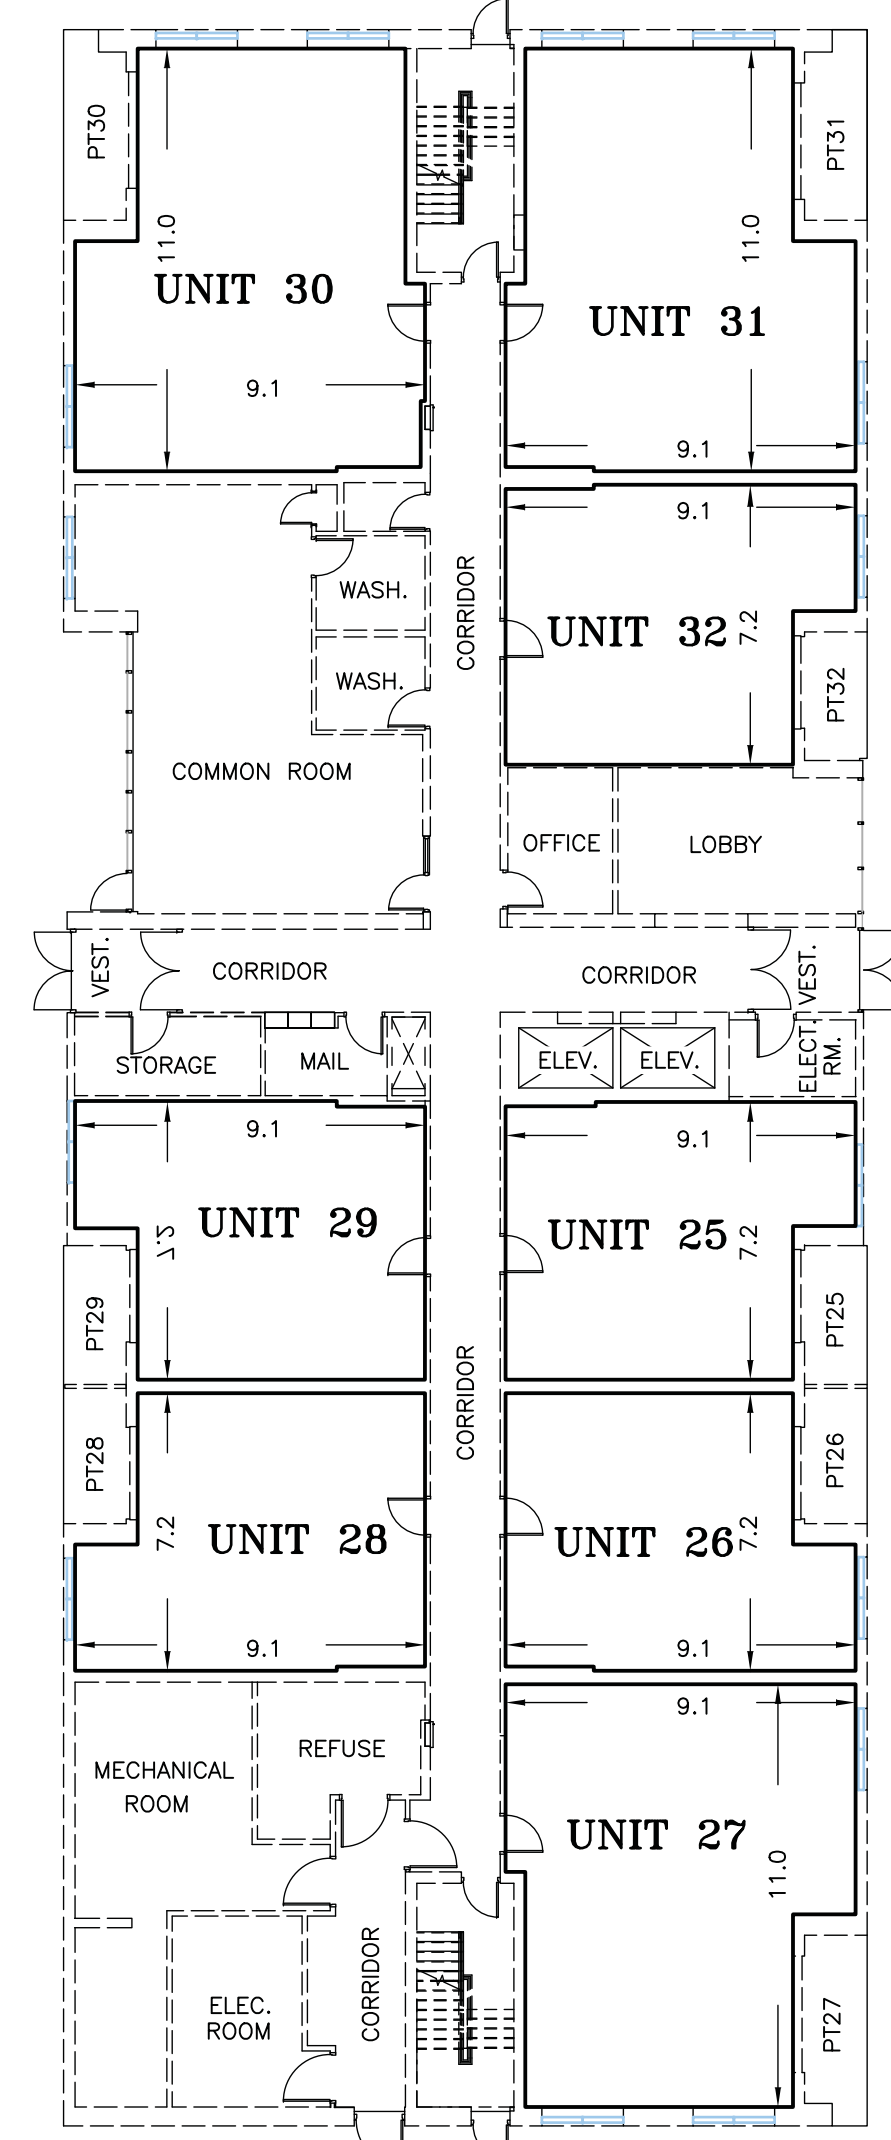 PT30
PT31
11.0
11.0
UNIT 30
UNIT 31
9.1
9.1
9.1
CORRIDOR
WASH.
UNIT 32
7.2
WASH.
PT32
COMMON ROOM
OFFICE
LOBBY
VEST.
CORRIDOR
CORRIDOR
VEST.
STORAGE
MAIL
ELEV.
ELEV.
ELECT.
RM.
9.1
9.1
UNIT 29
7.2
UNIT 25
7.2
PT29
PT25
CORRIDOR
PT28
PT26
7.2
UNIT 28
UNIT 26
7.2
9.1
9.1
9.1
REFUSE
MECHANICAL
ROOM
UNIT 27
11.0
CORRIDOR
ELEC.
ROOM
PT27